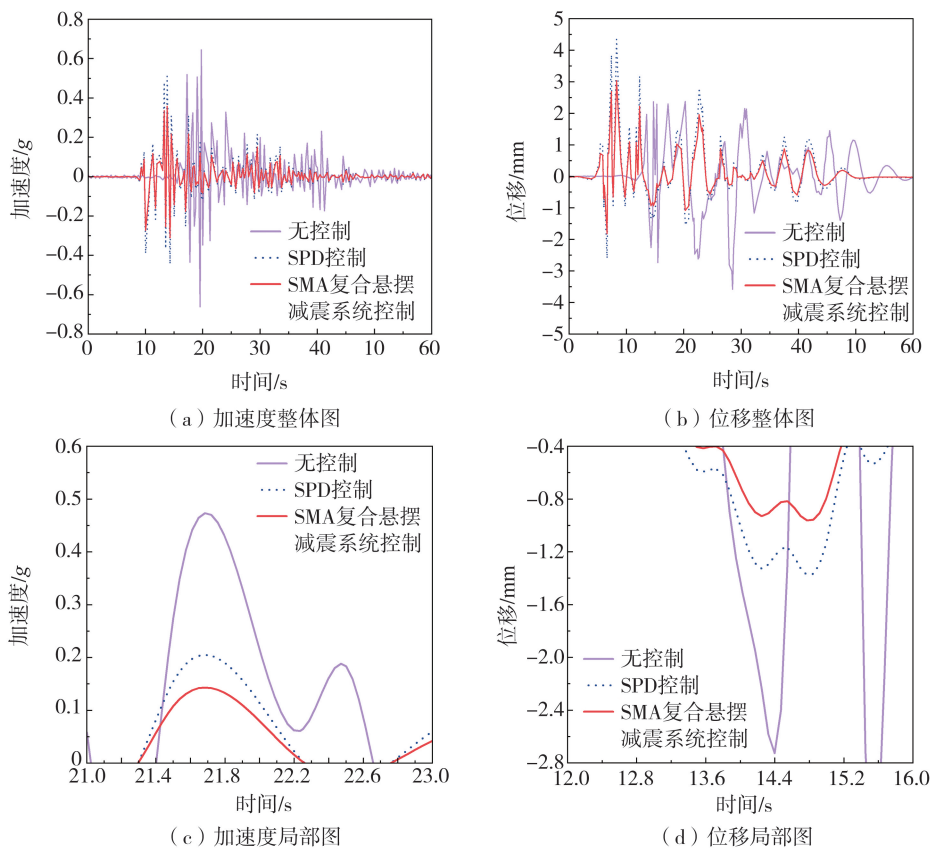 0.8
0.6
0.4
0.2
0
-0.2
-0.4
-0.6
-0.8
加速度/g
0 10 20 30 40 10 60
时间/s
无控制
SPD控制
SMA复合悬摆
减震系统控制
(a)加速度整体图
5
4
3
2
1
0
-1
-2
-3
-4
-5
位移/mm
0 10 20 30 40 10 60
时间/s
无控制
SPD控制
SMA复合悬摆
减震系统控制
(b)位移整体图
0.6
0.5
0.4
0.3
0.2
0.1
0
加速度/g
21.0 21.4 21.8 22.2 22.6 23.0
时间/s
无控制
SPD控制
SMA复合悬摆
减震系统控制
(c)加速度局部图
-0.4
-0.8
-1.2
-1.6
-2.0
-2.4
-2.8
位移/mm
12.0 12.8 13.6 14.4 15.2 16.0
时间/s
无控制
SPD控制
SMA复合悬摆
减震系统控制
(d)位移局部图